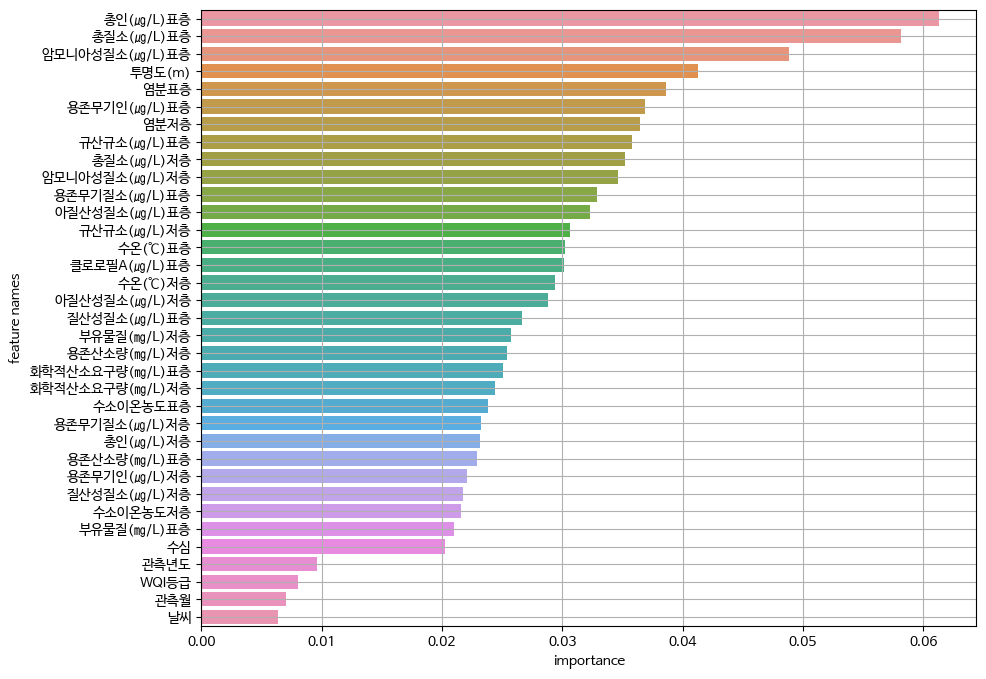 총인(㎍/L)표층
총질소(㎍/L)표층
암모니아성질소(㎍/L)표층
투명도(m)
염분표층
용존무기인(㎍/L)표층
염분저층
규산규소(㎍/L)표층
총질소(㎍/L)저층
암모니아성질소(㎍/L)저층
용존무기질소(㎍/L)표층
아질산성질소(㎍/L)표층
규산규소(㎍/L)저층
수온(℃)표층
클로로필A(㎍/L)표층
수온(℃)저층
아질산성질소(㎍/L)저층
질산성질소(㎍/L)표층
부유물질(㎎/L)저층
용존산소량(㎎/L)저층
화학적산소요구량(㎎/L)표층
화학적산소요구량(㎎/L)저층
수소이온농도표층
용존무기질소(㎍/L)저층
총인(㎍/L)저층
용존산소량(㎎/L)표층
용존무기인(㎍/L)저층
질산성질소(㎍/L)저층
수소이온농도저층
부유물질(㎎/L)표층
수심
관측년도
WQI등급
관측월
날씨
feature names
0.00 0.01 0.02 0.03 0.04 0.05 0.06
importance